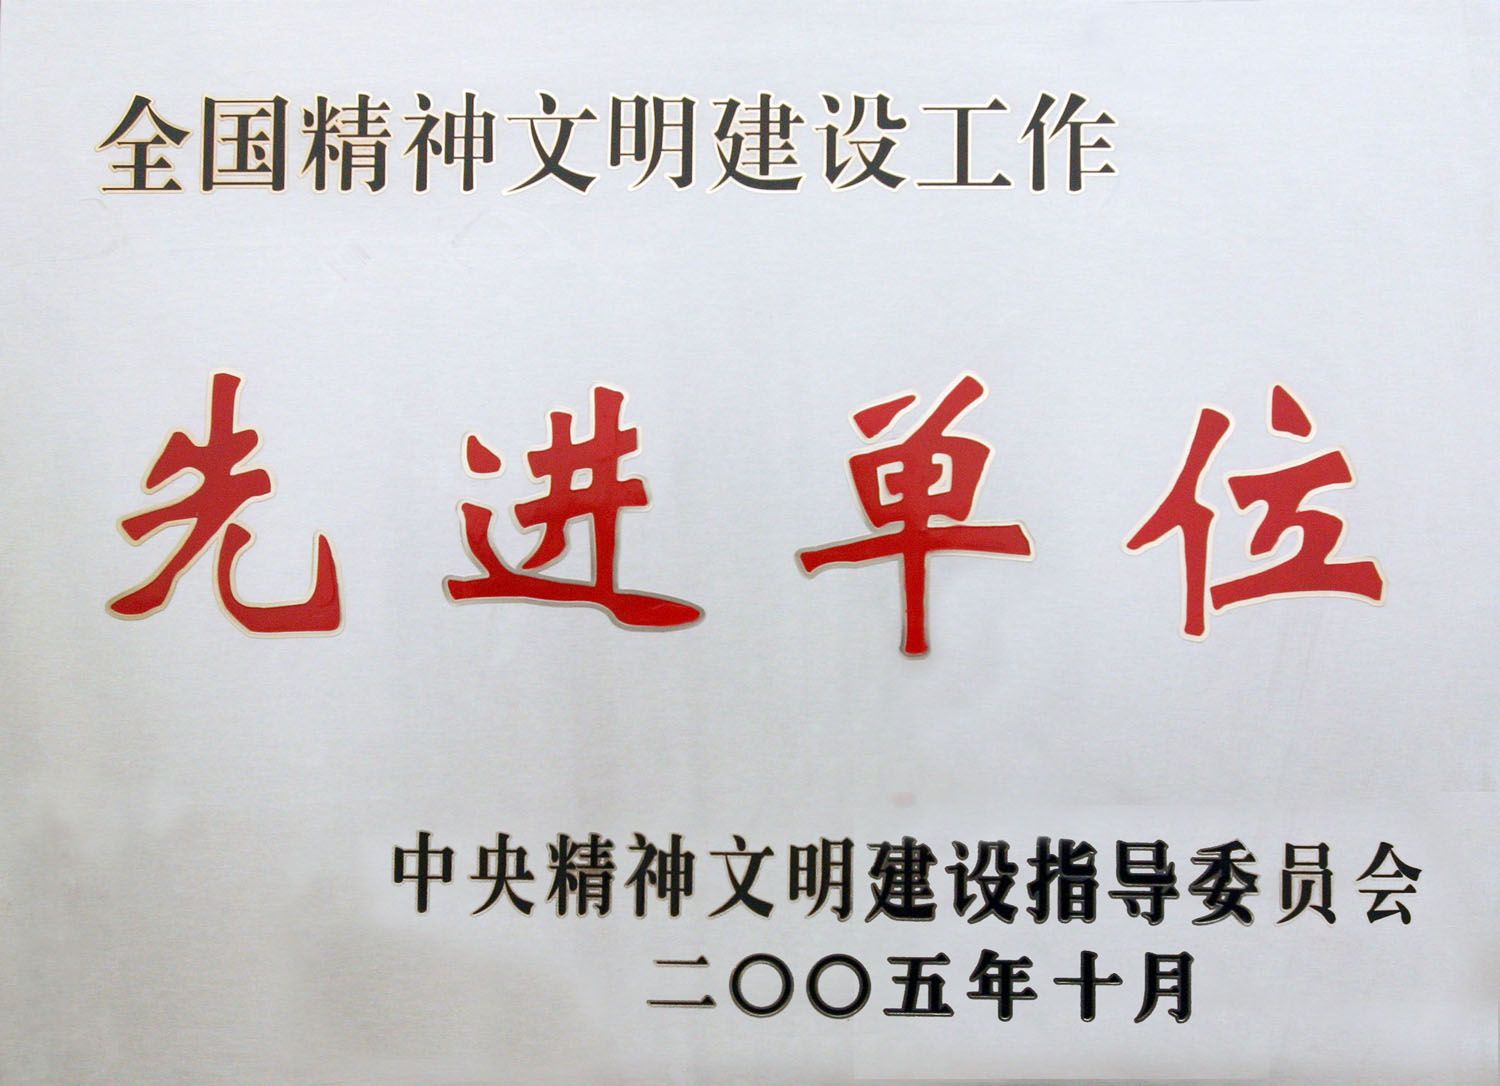 全国精神文明建设工作
先进单位
中央精神文明建设指导委员会
二〇〇五年十月